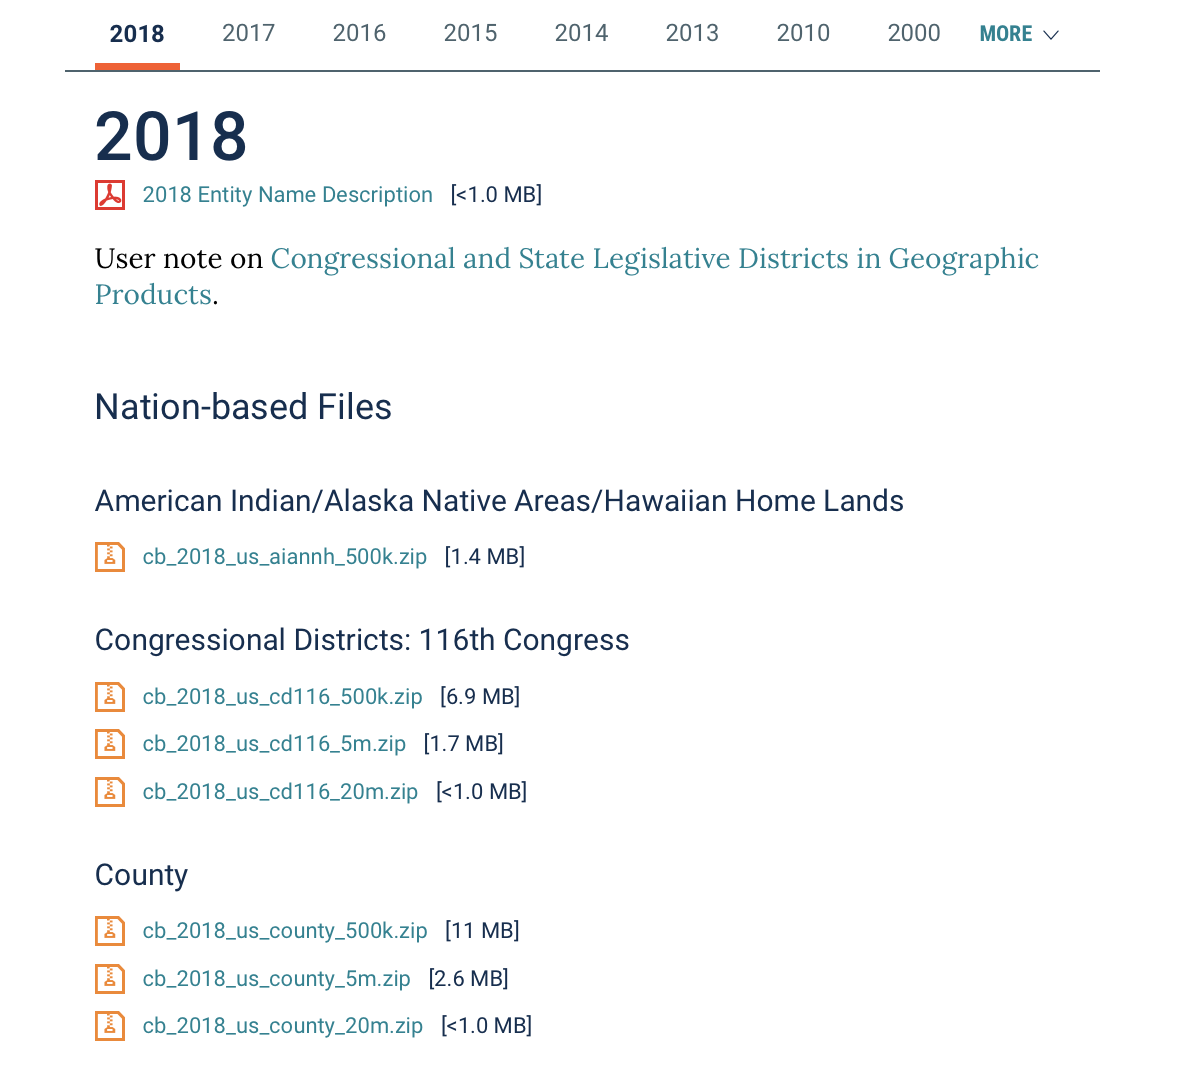 2018 2017 2016 2015 2014 2013 2010 2000 MORE
2018
2018 Entity Name Description [<1.0 MB]
User note on Congressional and State Legislative Districts in Geographic
Products.
Nation-based Files
American Indian/Alaska Native Areas/Hawaiian Home Lands
cb_2018_us_aiannh_500k.zip [1.4 MB]
Congressional Districts: 116th Congress
cb_2018_us_cd116_500k.zip [6.9 MB]
cb_2018_us_cd116_5m.zip [1.7 MB]
cb_2018_us_cd116_20m.zip [<1.0 MB]
County
cb_2018_us_county_500k.zip [11 MB]
cb_2018_us_county_5m.zip [2.6 MB]
cb_2018_us_county_20m.zip [<1.0 MB]